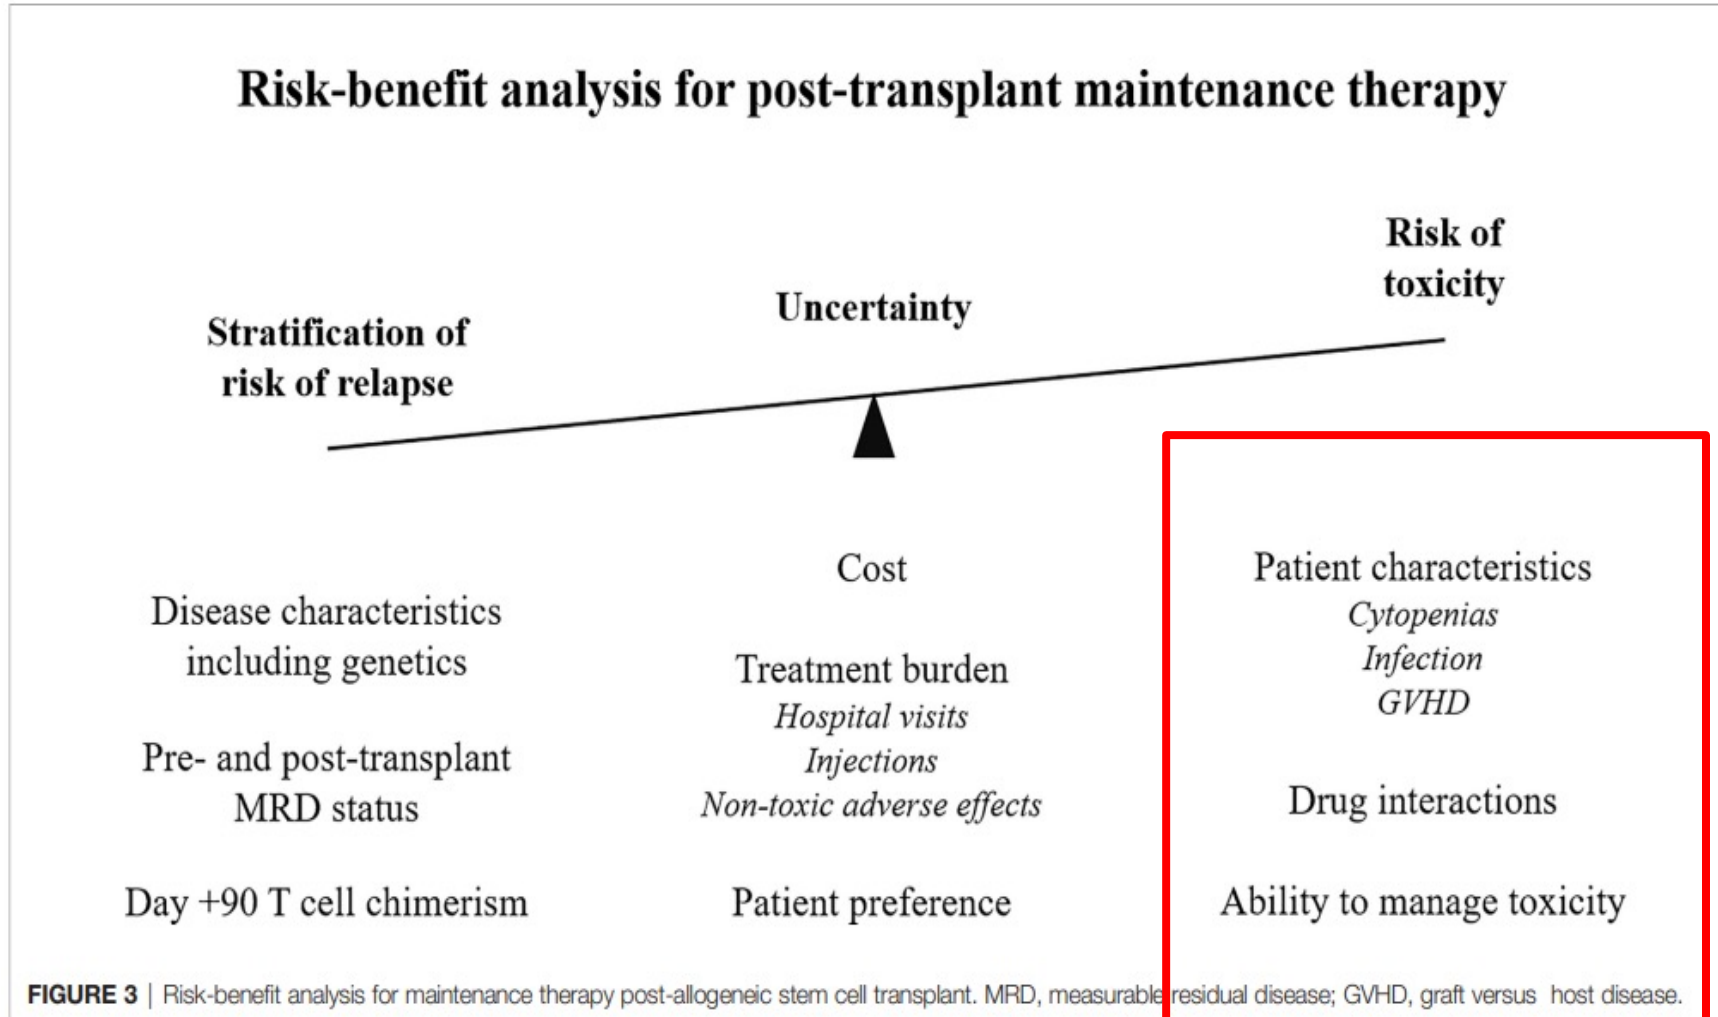 Risk-benefit analysis for post-transplant maintenance therapy
Stratification of
risk of relapse
Uncertainty
Risk of
toxicity
Disease characteristics
including genetics
Pre- and post-transplant
MRD status
Day +90 T cell chimerism
Cost
Treatment burden
Hospital visits
Injections
Non-toxic adverse effects
Patient preference
Patient characteristics
Cytopenias
Infection
GVHD
Drug interactions
Ability to manage toxicity
FIGURE 3 | Risk-benefit analysis for maintenance therapy post-allogeneic stem cell transplant. MRD, measurable residual disease; GVHD, graft versus host disease.